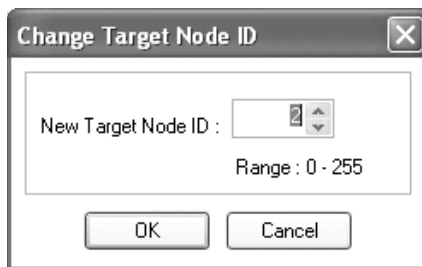 Change Target Node ID
New Target Node ID : 2
Range : 0 - 255
OK Cancel